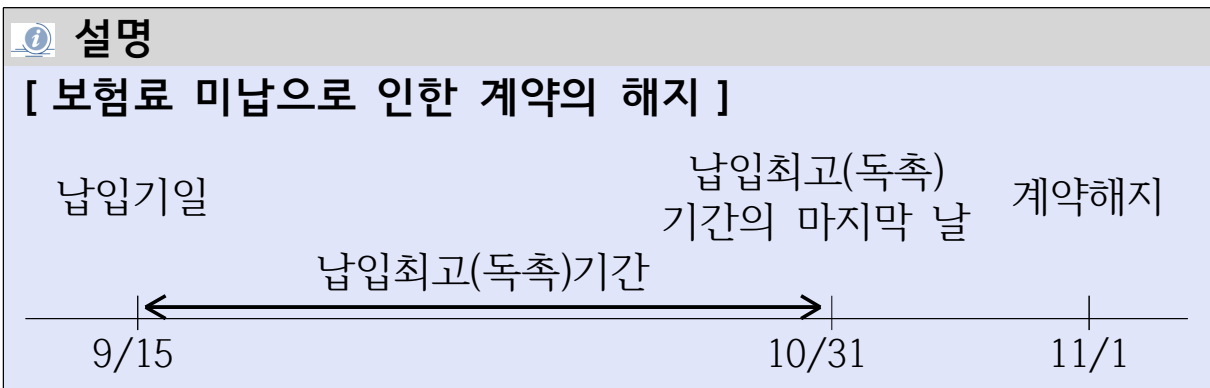 설명
[ 보험료 미납으로 인한 계약의 해지 ]
납입기일
납입최고(독촉)
기간의 마지막 날
계약해지
납입최고(독촉)기간
9/15
10/31
11/1